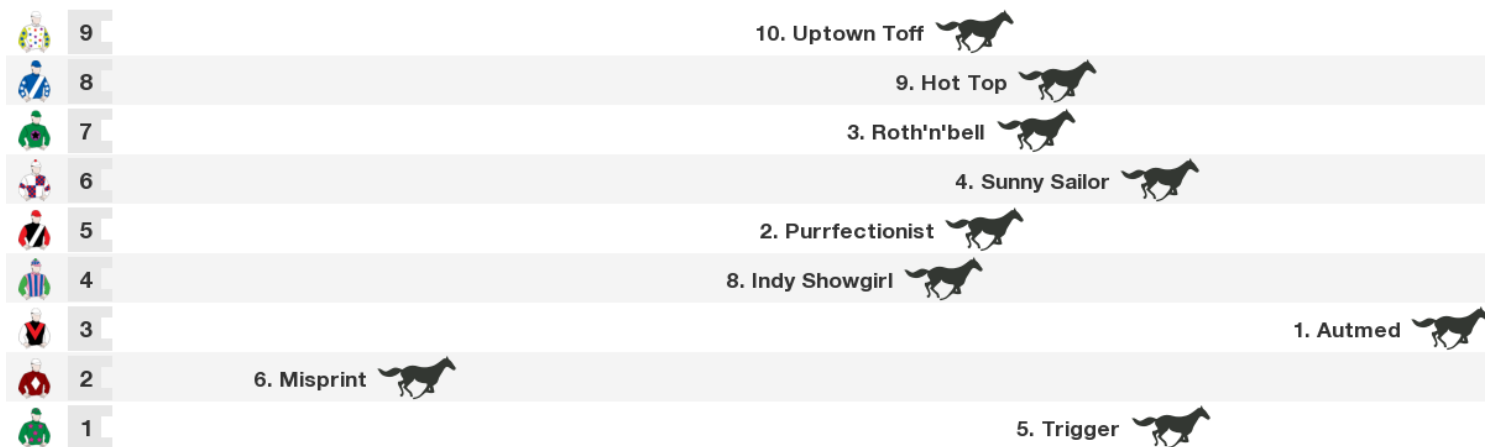 9 10. Uptown Toff
8 9. Hot Top
7 3. Roth'n'bell
6 4. Sunny Sailor
5 2. Purrfectionist
4 8. Indy Showgirl
3 1. Autmed
2 6. Misprint
1 5. Trigger